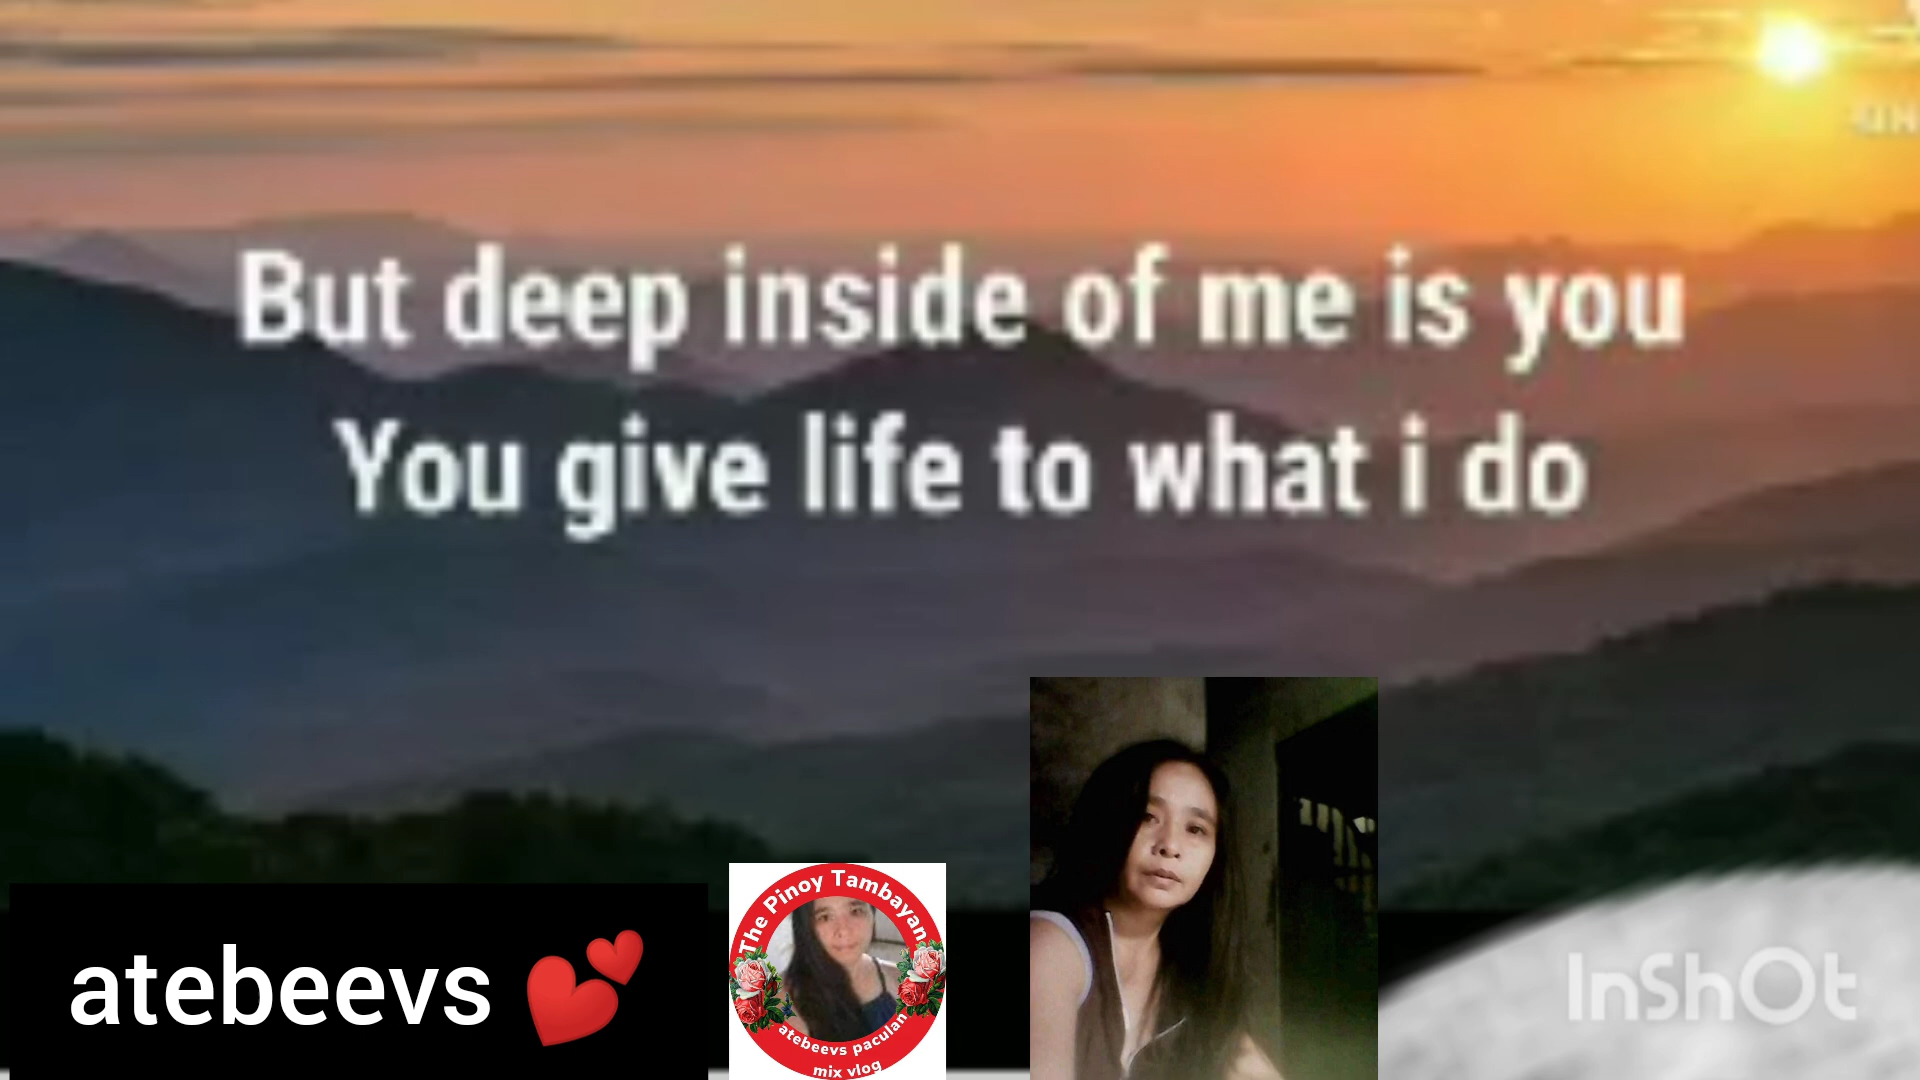 But deep inside of me is you
You give life to what i do
atebeevs 💕
The Pinoy Tambayan
atebeevs paculan
mix vlog
InShOt